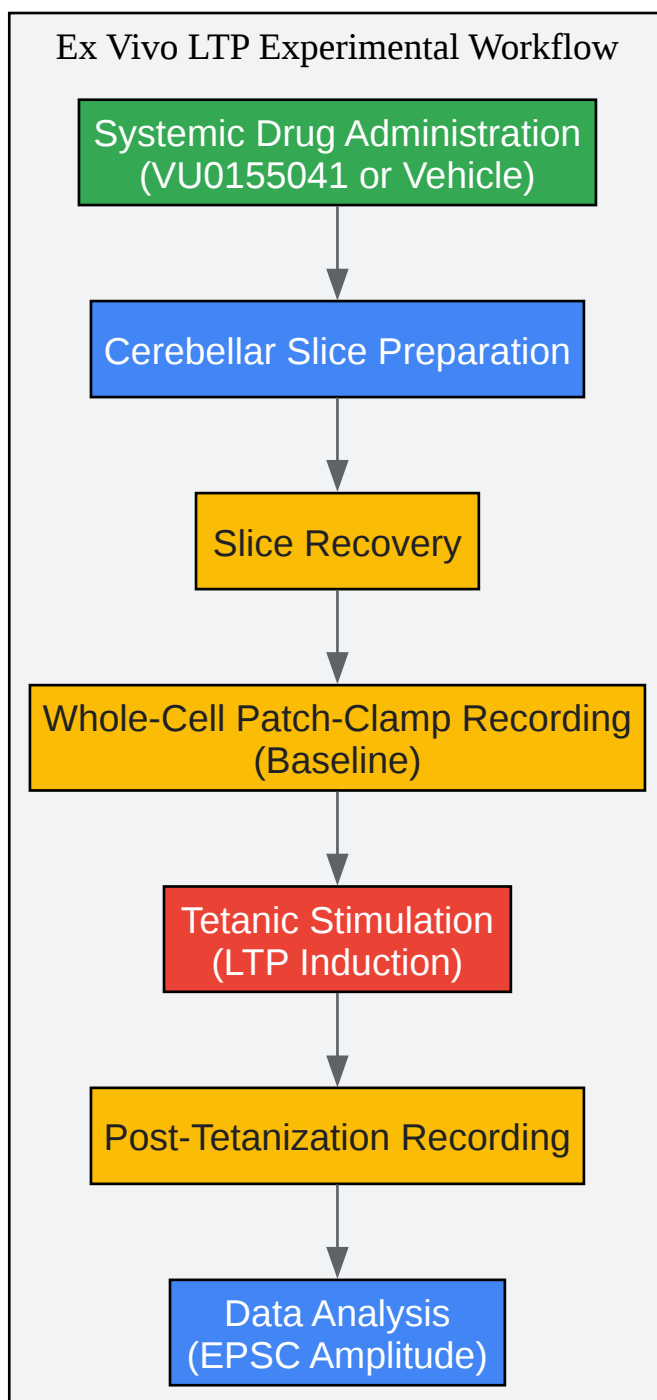 Ex Vivo LTP Experimental Workflow
Systemic Drug Administration
(VU0155041 or Vehicle)
Cerebellar Slice Preparation
Slice Recovery
Whole-Cell Patch-Clamp Recording
(Baseline)
Tetanic Stimulation
(LTP Induction)
Post-Tetanization Recording
Data Analysis
(EPSC Amplitude)